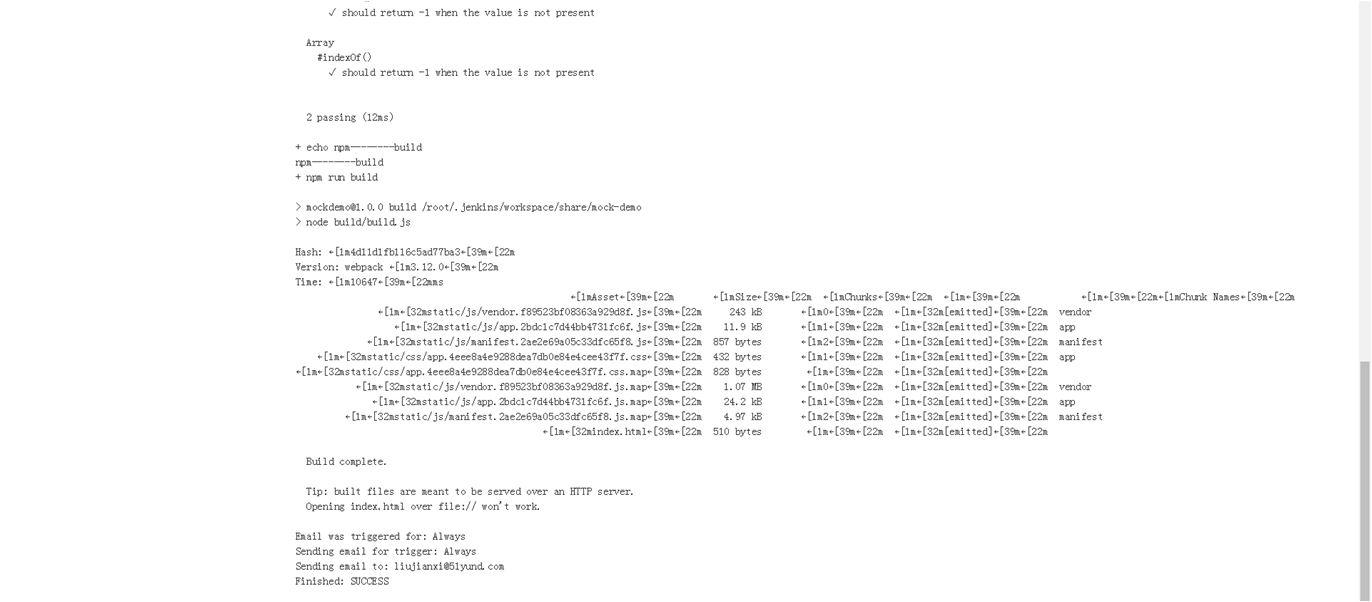 ✓ should return -1 when the value is not present
Array
#indexOf()
✓ should return -1 when the value is not present
2 passing (12ms)
+ echo npm--------build
npm--------build
+ npm run build
> mockdemo@1.0.0 build /root/.jenkins/workspace/share/mock-demo
> node build/build.js
Hash: ←[1m4d11d1fb116c5ad77ba3←[39m←[22m
Version: webpack ←[1m3.12.0←[39m←[22m
Time: ←[1m10647←[39m←[22mms
←[1mAsset←[39m←[22m ←[1mSize←[39m←[22m ←[1mChunks←[39m←[22m ←[1m←[39m←[22m ←[1m←[39m←[22m←[1mChunk Names←[39m←[22m
←[1m←[32mstatic/js/vendor.f89523bf08363a929d8f.js←[39m←[22m 243 kB ←[1m0←[39m←[22m ←[1m←[32m[emitted]←[39m←[22m vendor
←[1m←[32mstatic/js/app.2bdc1c7d44bb4731fc6f.js←[39m←[22m 11.9 kB ←[1m1←[39m←[22m ←[1m←[32m[emitted]←[39m←[22m app
←[1m←[32mstatic/js/manifest.2ae2e69a05c33dfc65f8.js←[39m←[22m 857 bytes ←[1m2←[39m←[22m ←[1m←[32m[emitted]←[39m←[22m manifest
←[1m←[32mstatic/css/app.4eee8a4e9288dea7db0e84e4cee43f7f.css←[39m←[22m 432 bytes ←[1m1←[39m←[22m ←[1m←[32m[emitted]←[39m←[22m app
←[1m←[32mstatic/css/app.4eee8a4e9288dea7db0e84e4cee43f7f.css.map←[39m←[22m 828 bytes ←[1m←[39m←[22m ←[1m←[32m[emitted]←[39m←[22m
←[1m←[32mstatic/js/vendor.f89523bf08363a929d8f.js.map←[39m←[22m 1.07 MB ←[1m0←[39m←[22m ←[1m←[32m[emitted]←[39m←[22m vendor
←[1m←[32mstatic/js/app.2bdc1c7d44bb4731fc6f.js.map←[39m←[22m 24.2 kB ←[1m1←[39m←[22m ←[1m←[32m[emitted]←[39m←[22m app
←[1m←[32mstatic/js/manifest.2ae2e69a05c33dfc65f8.js.map←[39m←[22m 4.97 kB ←[1m2←[39m←[22m ←[1m←[32m[emitted]←[39m←[22m manifest
←[1m←[32mindex.html←[39m←[22m 510 bytes ←[1m←[39m←[22m ←[1m←[32m[emitted]←[39m←[22m
Build complete.
Tip: built files are meant to be served over an HTTP server.
Opening index.html over file:// won't work.
Email was triggered for: Always
Sending email for trigger: Always
Sending email to: liujianxi@51yund.com
Finished: SUCCESS